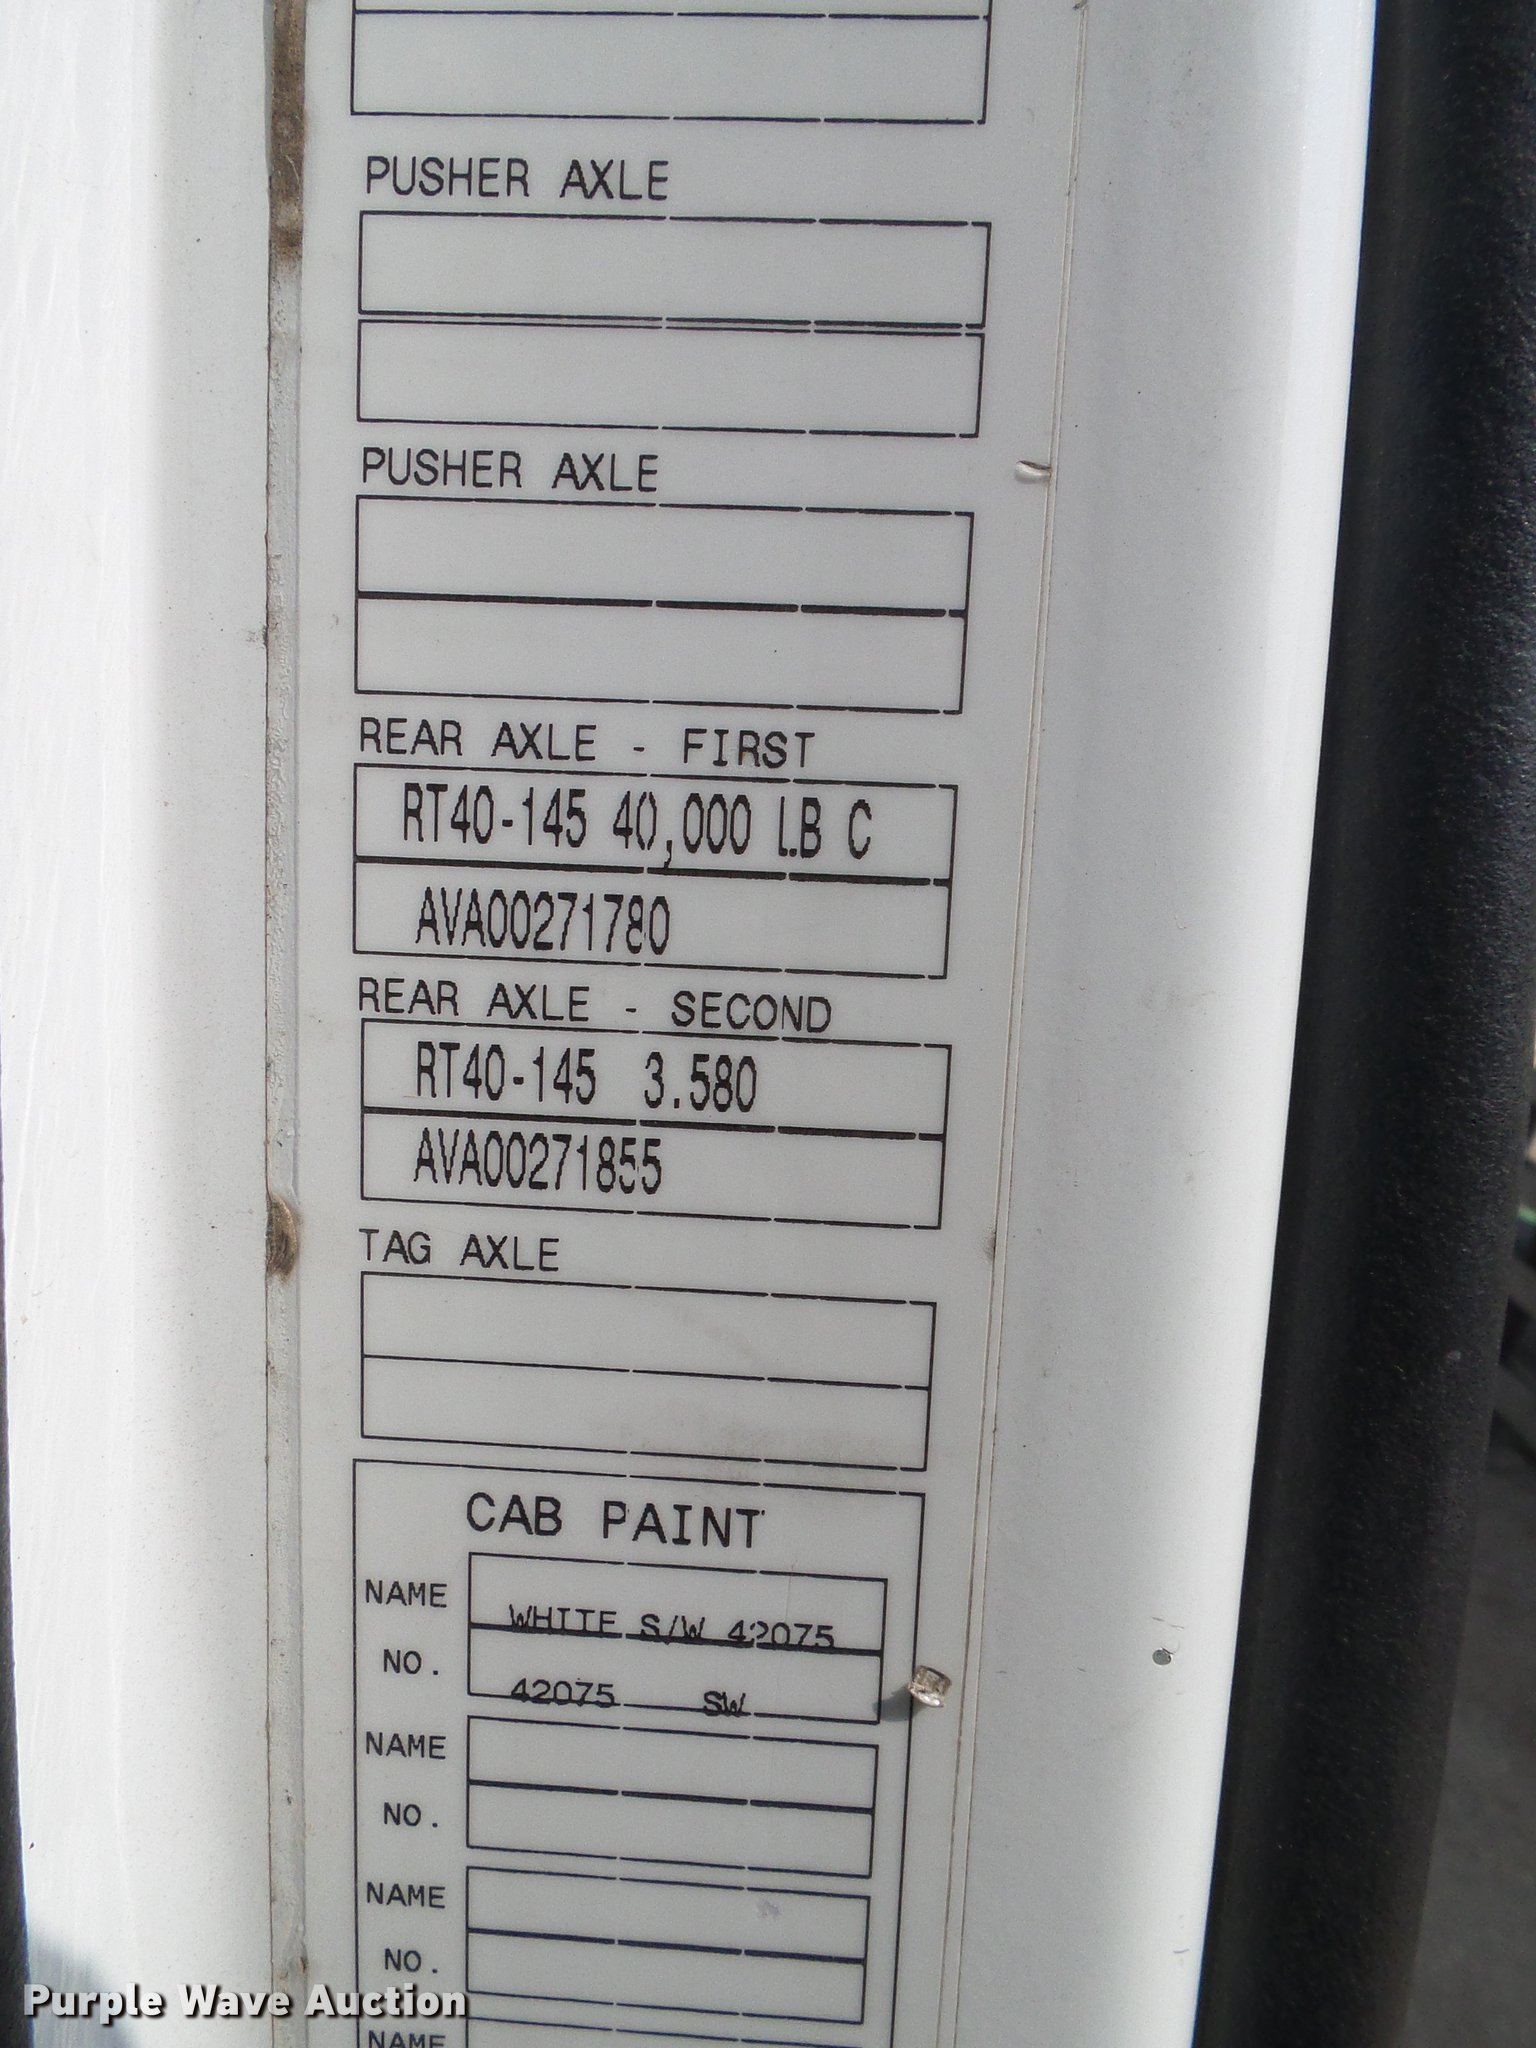 PUSHER AXLE
PUSHER AXLE
REAR AXLE - FIRST
RT40-145 40,000 LB C
AVA00271780
REAR AXLE - SECOND
RT40-145 3.580
AVA00271855
TAG AXLE
CAB PAINT
NAME WHITE S/W 42075
NO. 42075 SW
NAME
NO.
NAME
NO.
NAME
Purple Wave Auction